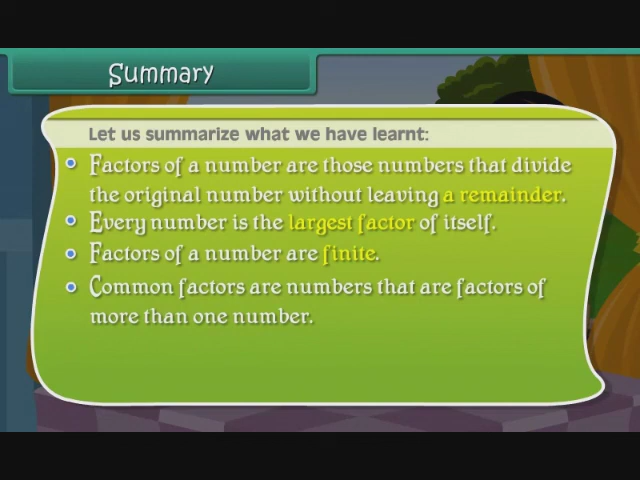 Summary
Let us summarize what we have learnt:
Factors of a number are those numbers that divide
the original number without leaving a remainder.
Every number is the largest factor of itself.
Factors of a number are finite.
Common factors are numbers that are factors of
more than one number.